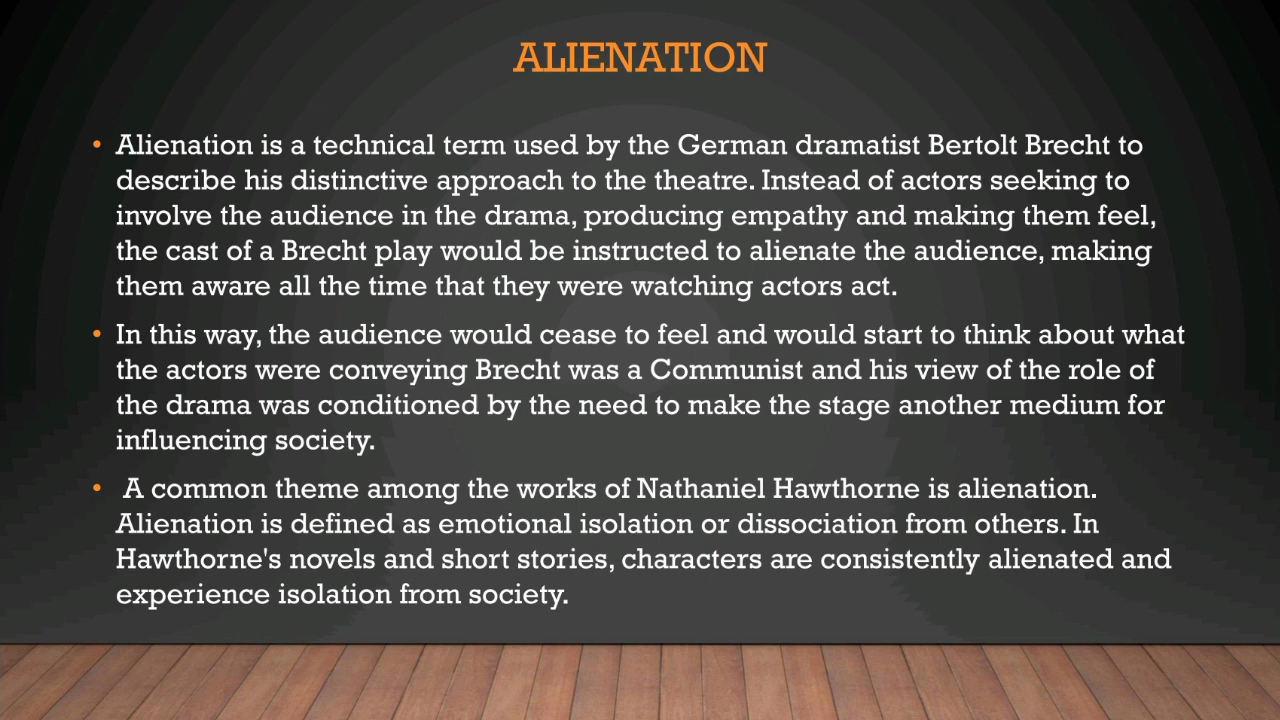 ALIENATION
• Alienation is a technical term used by the German dramatist Bertolt Brecht to
describe his distinctive approach to the theatre. Instead of actors seeking to
involve the audience in the drama, producing empathy and making them feel,
the cast of a Brecht play would be instructed to alienate the audience, making
them aware all the time that they were watching actors act.
• In this way, the audience would cease to feel and would start to think about what
the actors were conveying Brecht was a Communist and his view of the role of
the drama was conditioned by the need to make the stage another medium for
influencing society.
• A common theme among the works of Nathaniel Hawthorne is alienation.
Alienation is defined as emotional isolation or dissociation from others. In
Hawthorne's novels and short stories, characters are consistently alienated and
experience isolation from society.